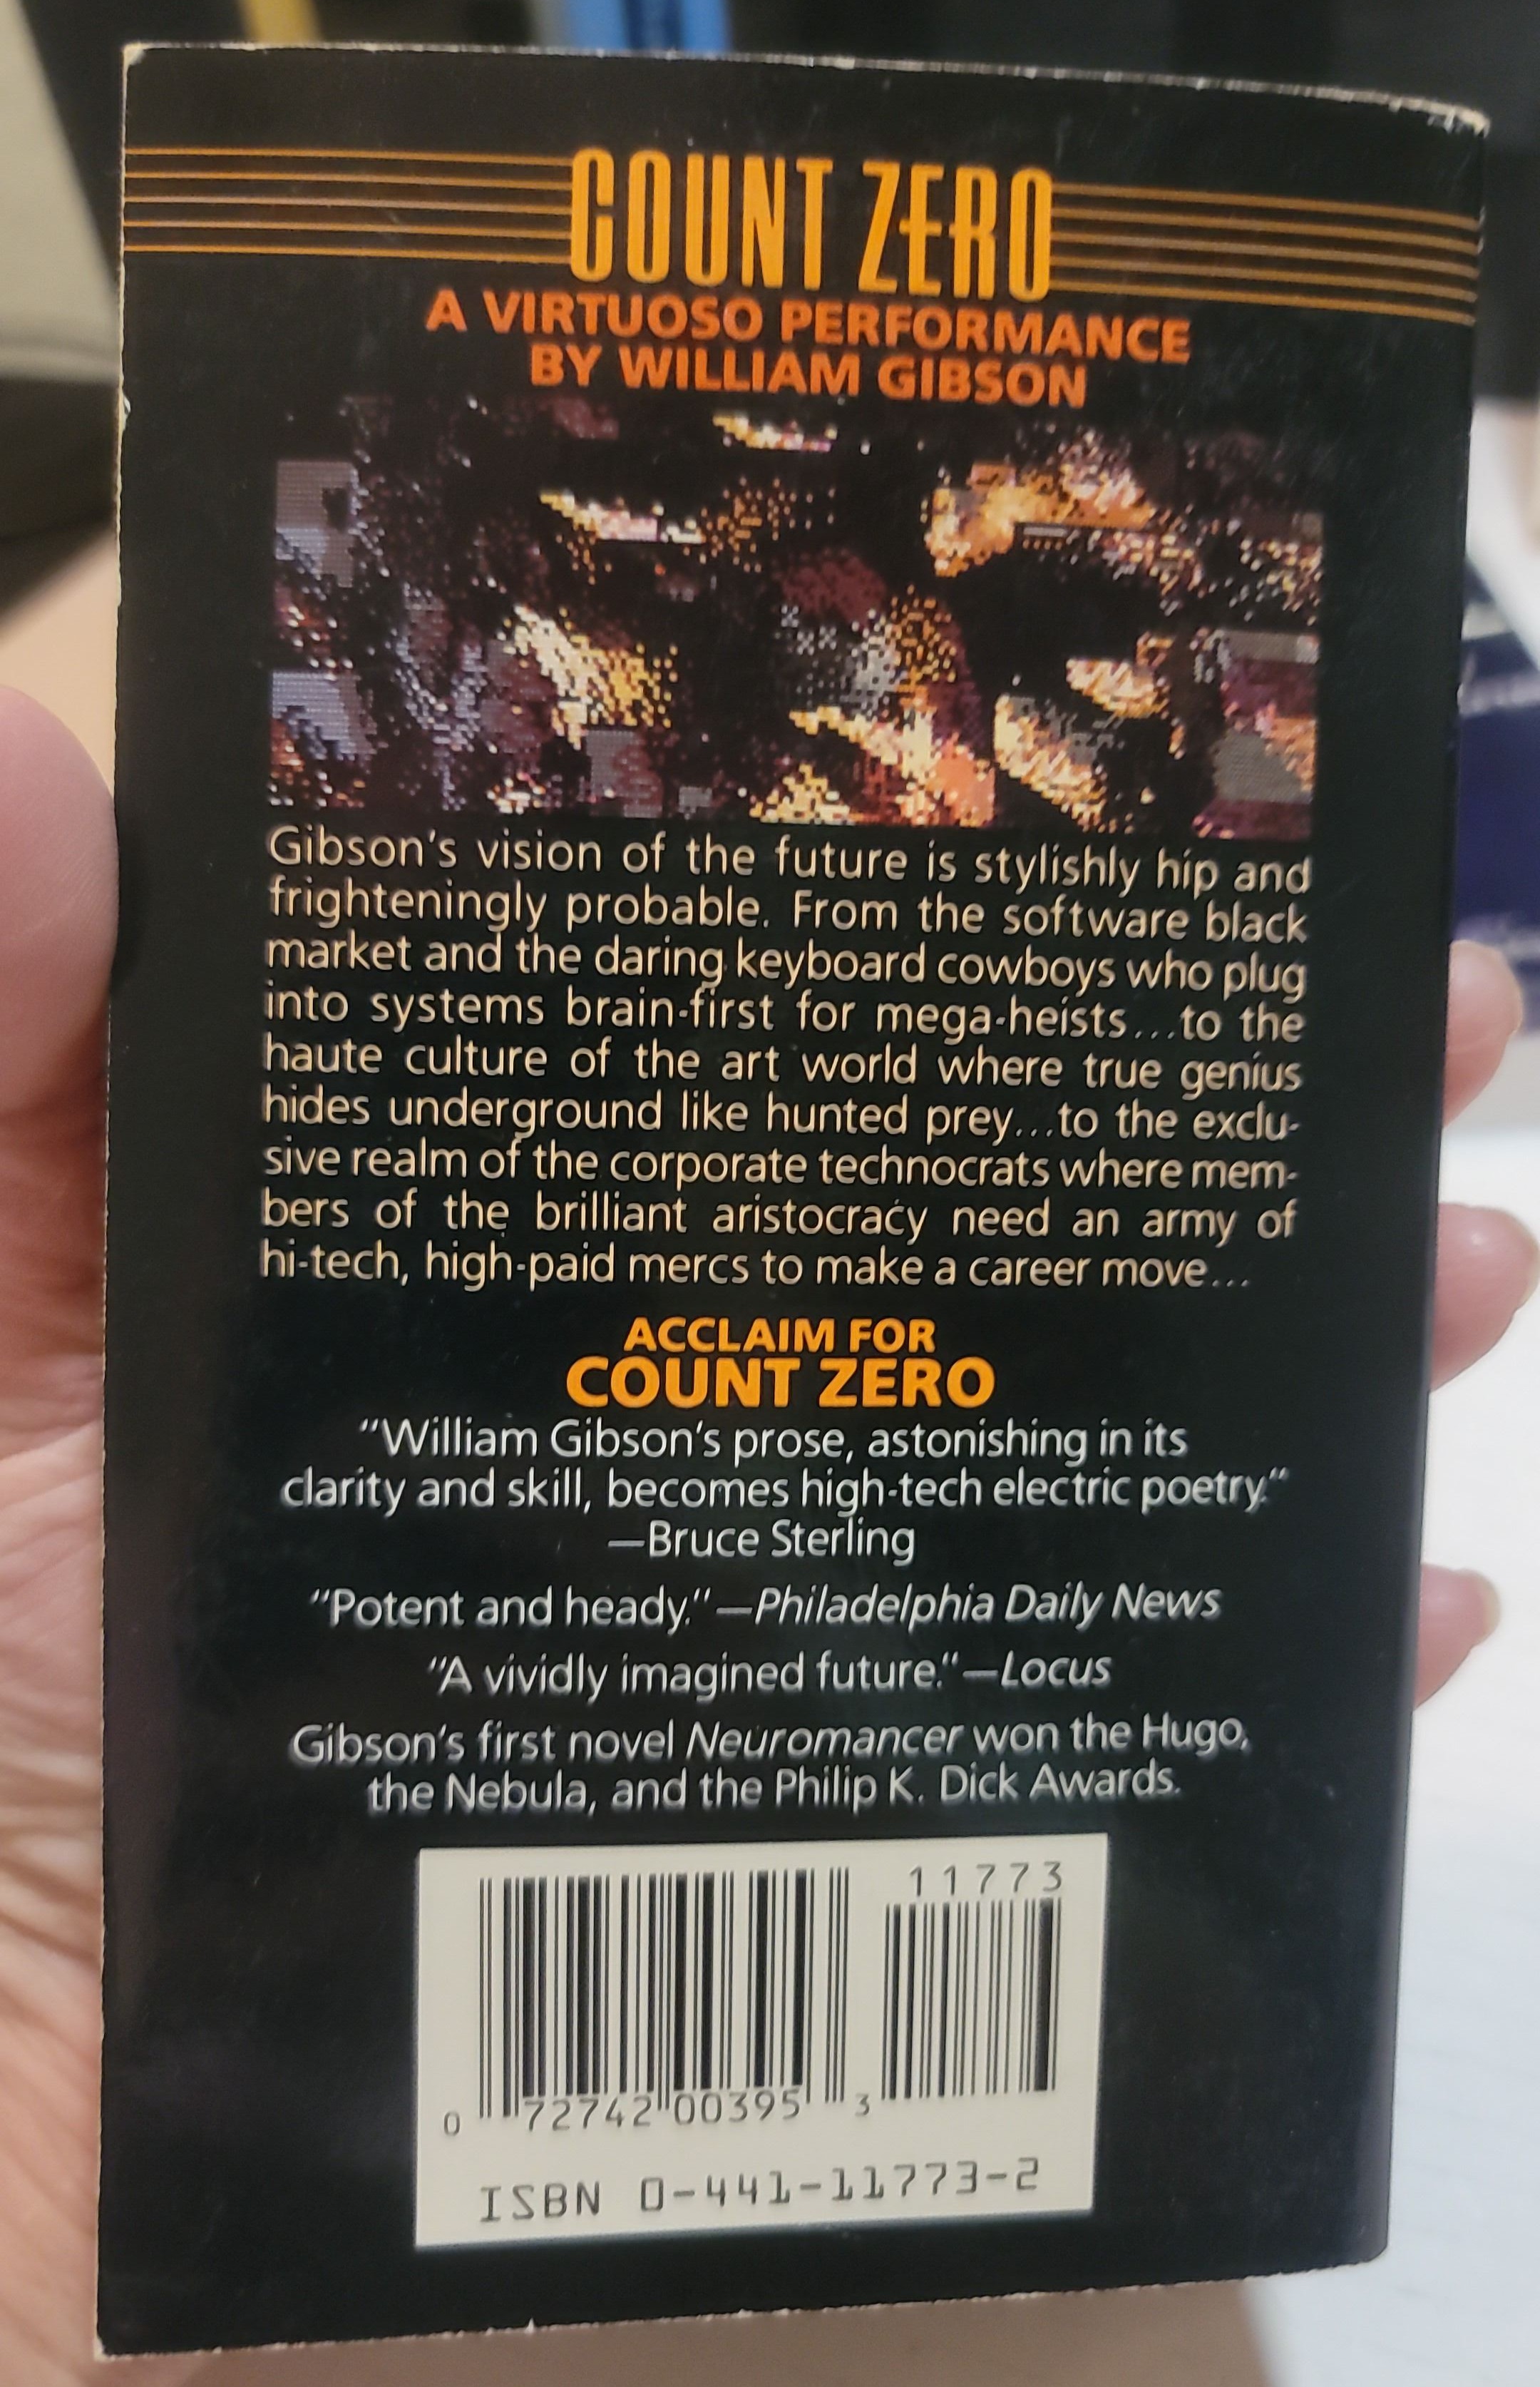 COUNT ZERO
A VIRTUOSO PERFORMANCE
BY WILLIAM GIBSON
Gibson's vision of the future is stylishly hip and
frighteningly probable. From the software black
market and the daring keyboard cowboys who plug
into systems brain-first for mega-heists...to the
haute culture of the art world where true genius
hides underground like hunted prey...to the exclu-
sive realm of the corporate technocrats where mem-
bers of the brilliant aristocracy need an army of
hi-tech, high-paid mercs to make a career move...
ACCLAIM FOR
COUNT ZERO
"William Gibson's prose, astonishing in its
clarity and skill, becomes high-tech electric poetry."
—Bruce Sterling
"Potent and heady."—Philadelphia Daily News
"A vividly imagined future."—Locus
Gibson's first novel Neuromancer won the Hugo,
the Nebula, and the Philip K. Dick Awards.
11773
0 72742 00395 3
ISBN 0-441-11773-2